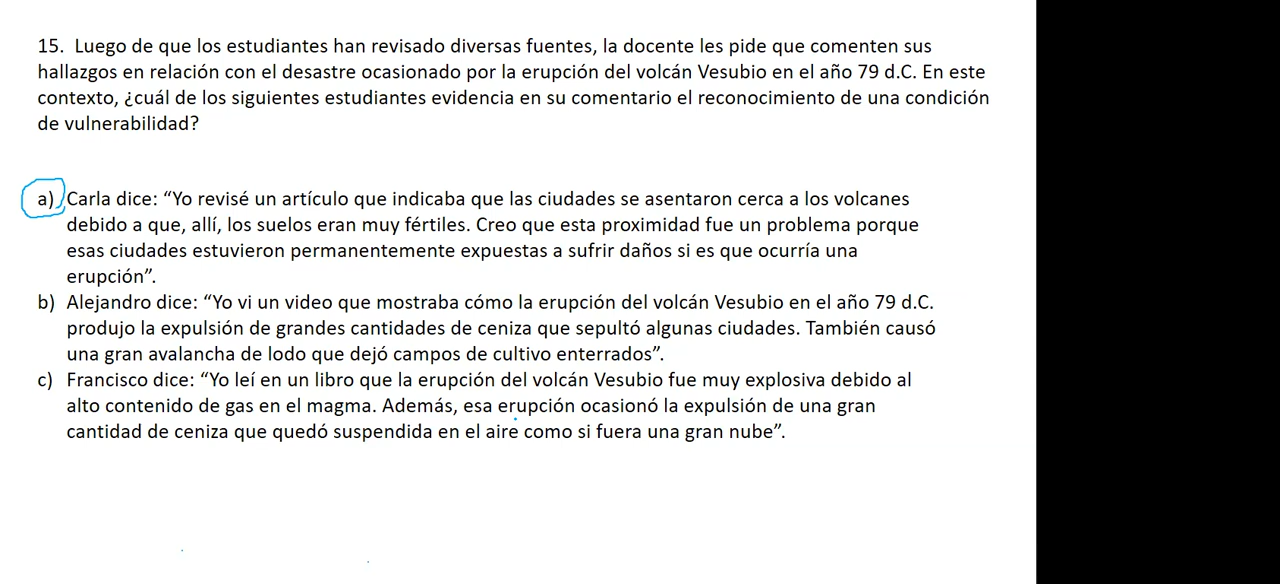 15. Luego de que los estudiantes han revisado diversas fuentes, la docente les pide que comenten sus
hallazgos en relación con el desastre ocasionado por la erupción del volcán Vesubio en el año 79 d.C. En este
contexto, ¿cuál de los siguientes estudiantes evidencia en su comentario el reconocimiento de una condición
de vulnerabilidad?
a) Carla dice: “Yo revisé un artículo que indicaba que las ciudades se asentaron cerca a los volcanes
debido a que, allí, los suelos eran muy fértiles. Creo que esta proximidad fue un problema porque
esas ciudades estuvieron permanentemente expuestas a sufrir daños si es que ocurría una
erupción”.
b) Alejandro dice: “Yo vi un video que mostraba cómo la erupción del volcán Vesubio en el año 79 d.C.
produjo la expulsión de grandes cantidades de ceniza que sepultó algunas ciudades. También causó
una gran avalancha de lodo que dejó campos de cultivo enterrados”.
c) Francisco dice: “Yo leí en un libro que la erupción del volcán Vesubio fue muy explosiva debido al
alto contenido de gas en el magma. Además, esa erupción ocasionó la expulsión de una gran
cantidad de ceniza que quedó suspendida en el aire como si fuera una gran nube”.